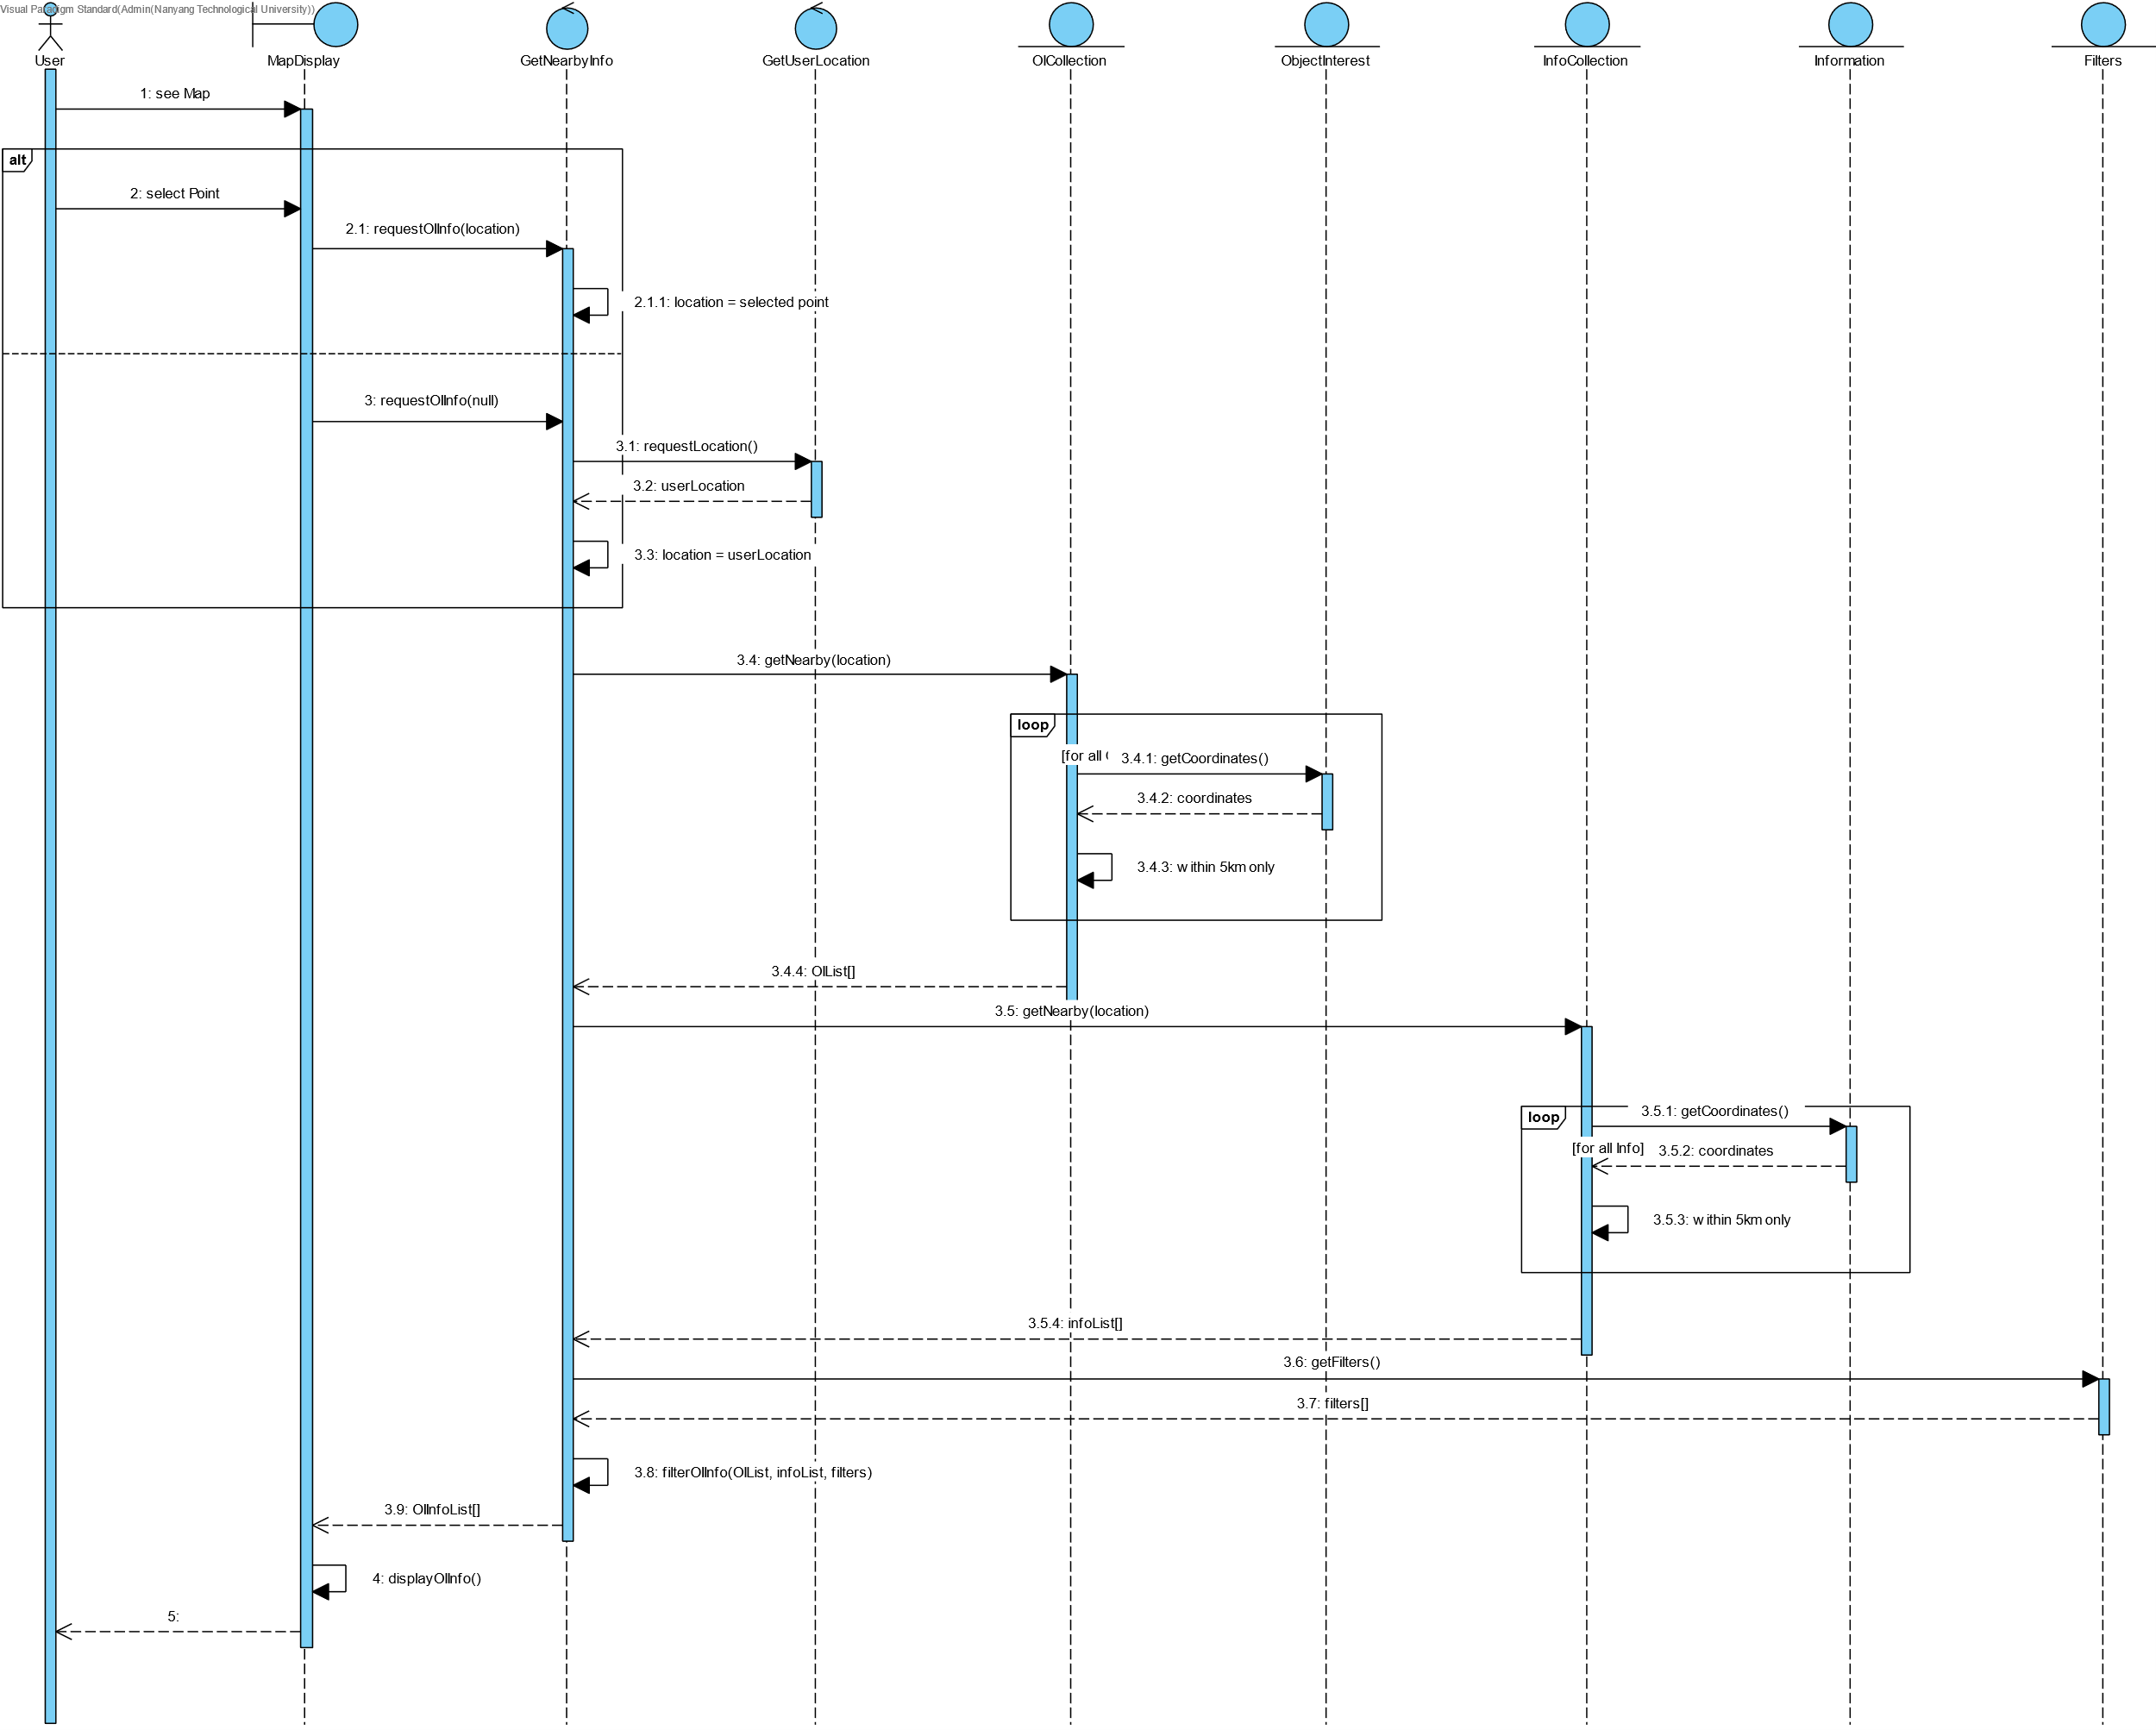 Visual Paradigm Standard(Admin(Nanyang Technological University))
User
MapDisplay
GetNearbyInfo
GetUserLocation
OICollection
ObjectInterest
InfoCollection
Information
Filters
1: see Map
alt
2: select Point
2.1: requestOIInfo(location)
2.1.1: location = selected point
3: requestOIInfo(null)
3.1: requestLocation()
3.2: userLocation
3.3: location = userLocation
3.4: getNearby(location)
loop
[for all
3.4.1: getCoordinates()
3.4.2: coordinates
3.4.3: within 5km only
3.4.4: OIList[]
3.5: getNearby(location)
loop
3.5.1: getCoordinates()
[for all Info]
3.5.2: coordinates
3.5.3: within 5km only
3.5.4: infoList[]
3.6: getFilters()
3.7: filters[]
3.8: filterOIInfo(OIList, infoList, filters)
3.9: OIInfoList[]
4: displayOIInfo()
5: